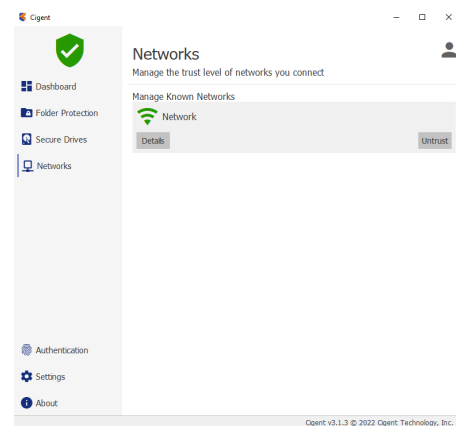 Cigent
Networks
Manage the trust level of networks you connect
Dashboard
Folder Protection
Secure Drives
Networks
Manage Known Networks
Network
Details
Untrust
Authentication
Settings
About
Cigent v3.1.3 © 2022 Cigent Technology, Inc.